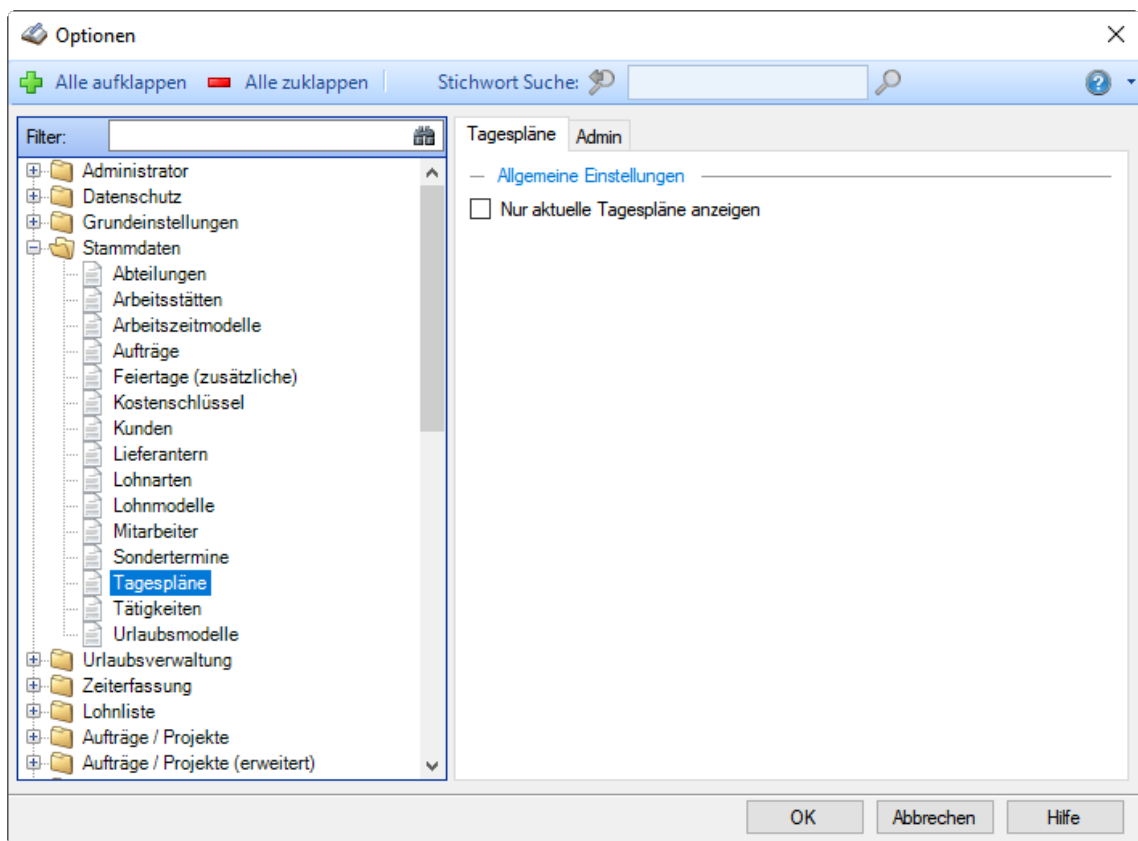 Optionen
Alle aufklappen Alle zuklappen Stichwort Suche:
Filter:
Administrator
Datenschutz
Grundeinstellungen
Stammdaten
Abteilungen
Arbeitsstätten
Arbeitszeitmodelle
Aufträge
Feiertage (zusätzliche)
Kostenschlüssel
Kunden
Lieferantern
Lohnarten
Lohnmodelle
Mitarbeiter
Sondertermine
Tagespläne
Tätigkeiten
Urlaubsmodelle
Urlaubsverwaltung
Zeiterfassung
Lohnliste
Aufträge / Projekte
Aufträge / Projekte (erweitert)
Tagespläne Admin
Allgemeine Einstellungen
Nur aktuelle Tagespläne anzeigen
OK Abbrechen Hilfe